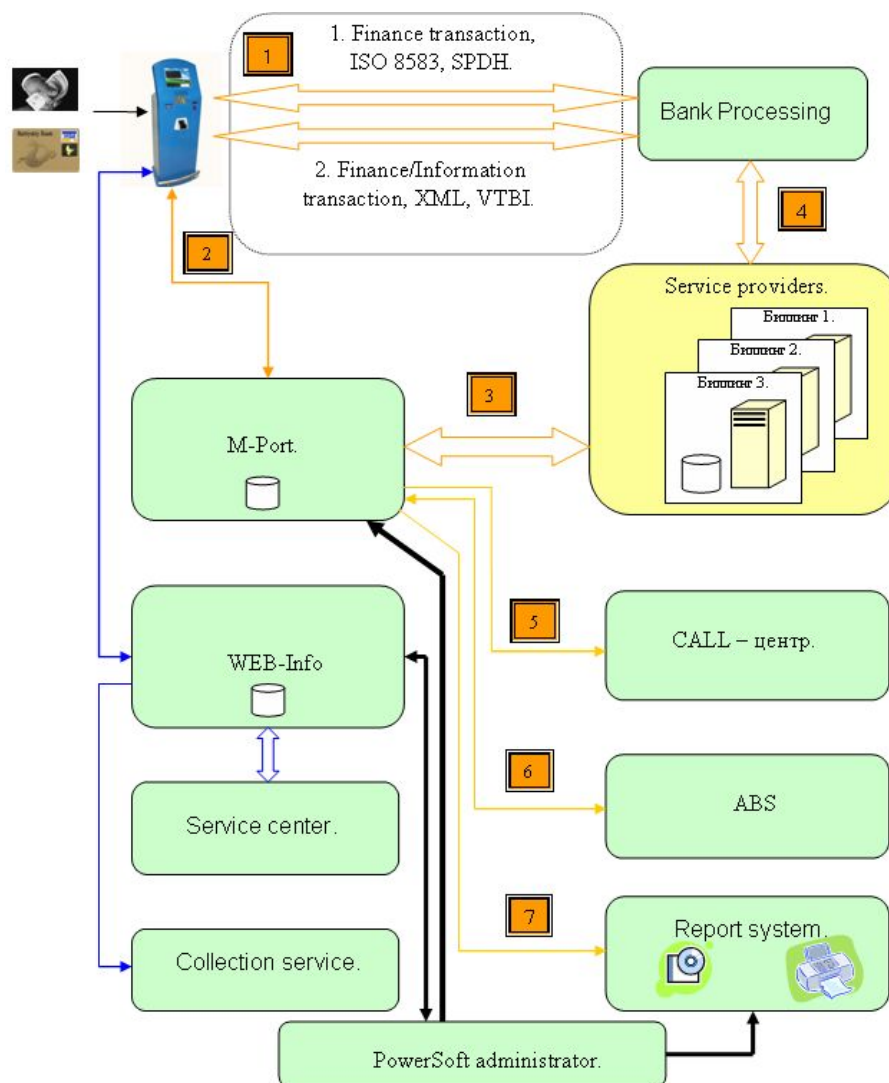 1
1. Finance transaction,
ISO 8583, SPDH.
Bank Processing
2. Finance/Information
transaction, XML, VTBI.
4
2
Service providers.
Биллинг 1.
Биллинг 2.
Биллинг 3.
3
M-Port.
5
CALL – центр.
WEB-Info
6
ABS
Service center.
7
Report system.
Collection service.
PowerSoft administrator.